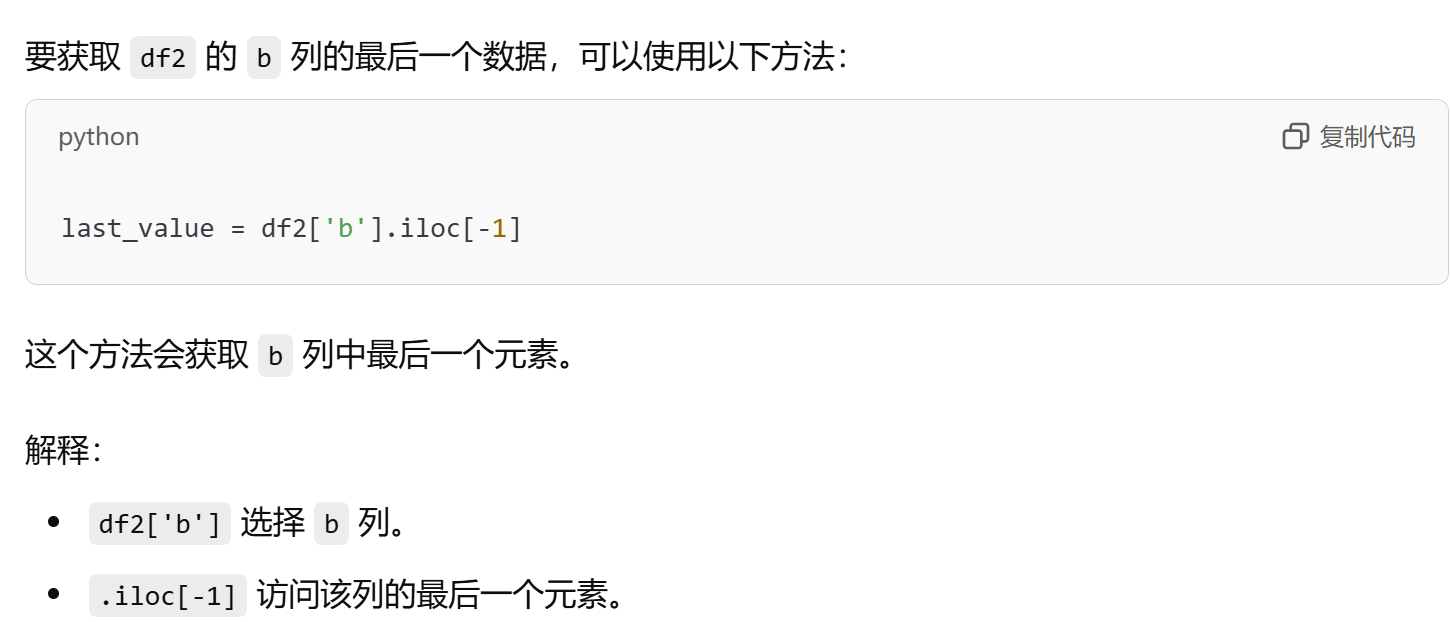 要获取 df2 的 b 列的最后一个数据，可以使用以下方法：
python 复制代码
last_value = df2['b'].iloc[-1]
这个方法会获取 b 列中最后一个元素。
解释：
• df2['b'] 选择 b 列。
• .iloc[-1] 访问该列的最后一个元素。